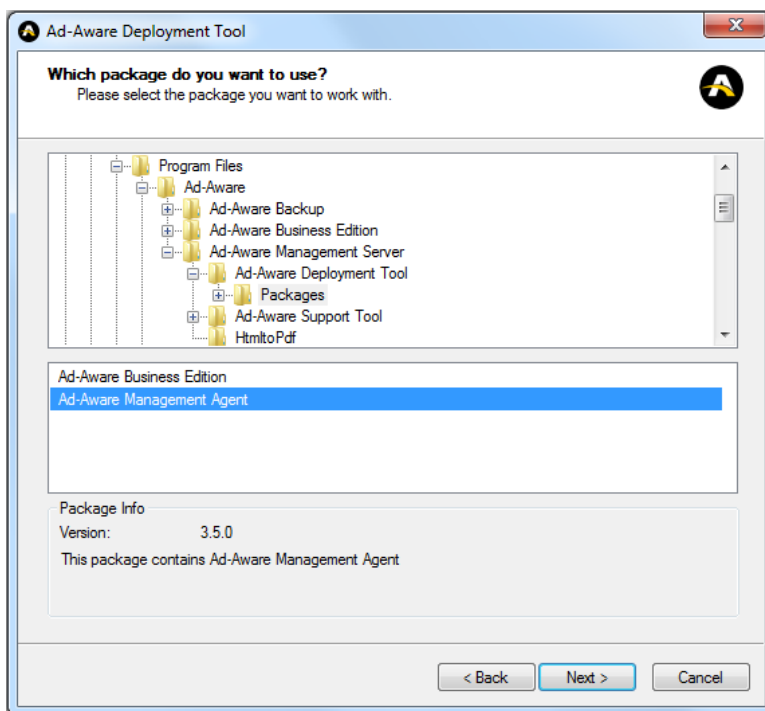 Ad-Aware Deployment Tool
Which package do you want to use?
Please select the package you want to work with.
Program Files
Ad-Aware
Ad-Aware Backup
Ad-Aware Business Edition
Ad-Aware Management Server
Ad-Aware Deployment Tool
Packages
Ad-Aware Support Tool
HtmltoPdf
Ad-Aware Business Edition
Ad-Aware Management Agent
Package Info
Version: 3.5.0
This package contains Ad-Aware Management Agent
< Back Next > Cancel